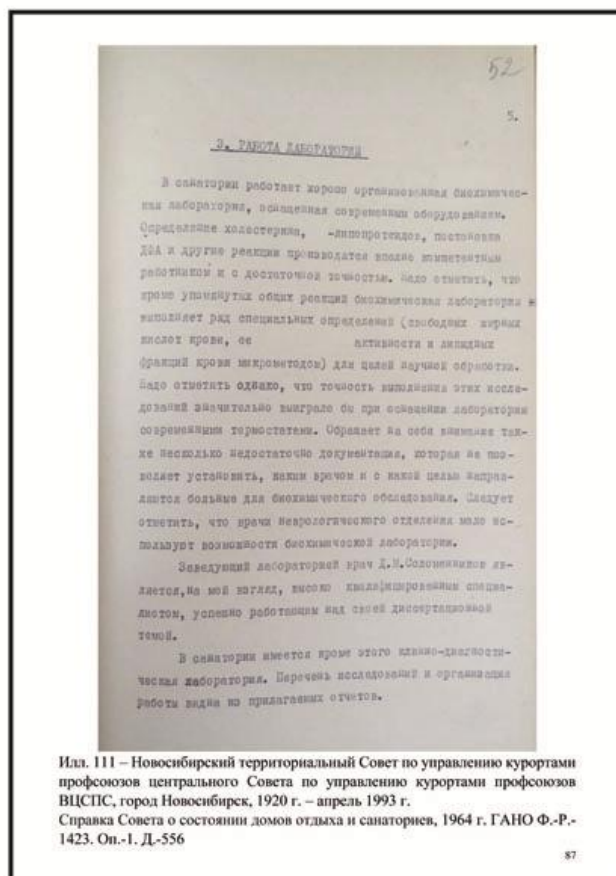 52
5.
3. РАБОТА ЛАБОРАТОРИИ
В санатории работает хорошо организованная биохимичес-
кая лаборатория, оснащенная современным оборудованием.
Определение холестерина, -липопротеидов, постановка
ДФА и другие реакции производятся вполне компетентным
работником и с достаточной точностью. Надо отметить, что
кроме упомянутых общих реакций биохимическая лаборатория
выполняет ряд специальных определений (свободных жирных
кислот крови, ее активности и липидных
фракций крови микрометодов) для целей научной обработки.
Надо отметить однако, что точность выполнения этих иссле-
дований значительно выиграло бы при оснащении лаборатории
современными термостатами. Обращает на себя внимание так-
же несколько недостаточно документация, которая не поз-
воляет установить, каким врачом и с какой целью направ-
ляются больные для биохимического обследования. Следует
отметить, что врачи неврологического отделения мало ис-
пользуют возможности биохимической лаборатории.
Заведующий лабораторией врач Д.М.Соломенников яв-
ляется,на мой взгляд, высоко квалифицированным специа-
листом, успешно работающим над своей диссертационной
темой.
В санатории имеется кроме этого клинно-диагности-
ческая лаборатория. Перечень исследований и организация
работы видна из прилагаемых отчетов.
Илл. 111 – Новосибирский территориальный Совет по управлению курортами
профсоюзов центрального Совета по управлению курортами профсоюзов
ВЦСПС, город Новосибирск, 1920 г. – апрель 1993 г.
Справка Совета о состоянии домов отдыха и санаториев, 1964 г. ГАНО Ф.-Р.-
1423. Оп.-1. Д.-556
87